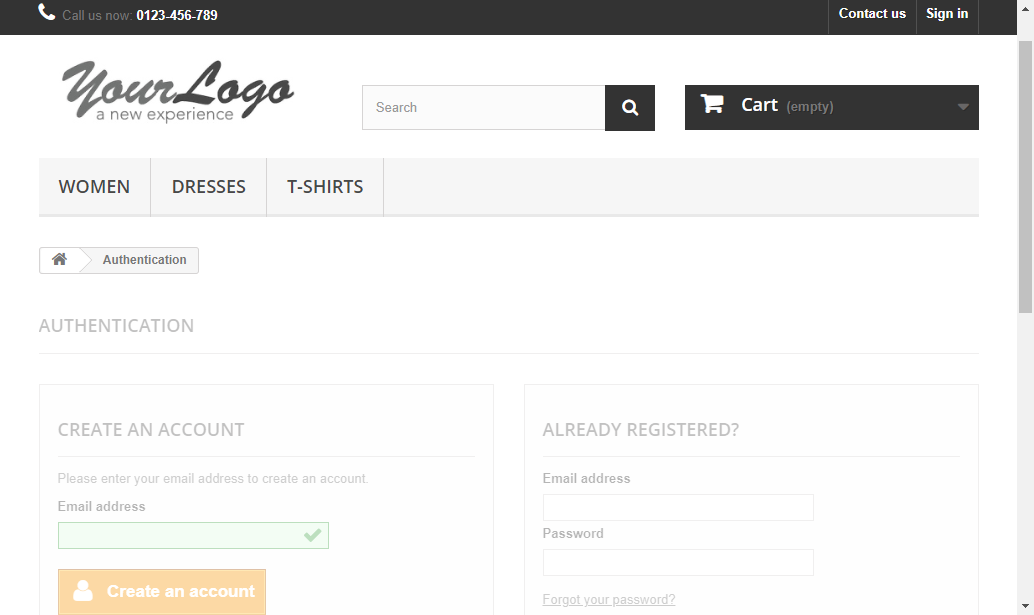 Call us now: 0123-456-789
Contact us
Sign in
YourLogo
a new experience
Search
Cart (empty)
WOMEN
DRESSES
T-SHIRTS
Authentication
AUTHENTICATION
CREATE AN ACCOUNT
Please enter your email address to create an account.
Email address
Create an account
ALREADY REGISTERED?
Email address
Password
Forgot your password?